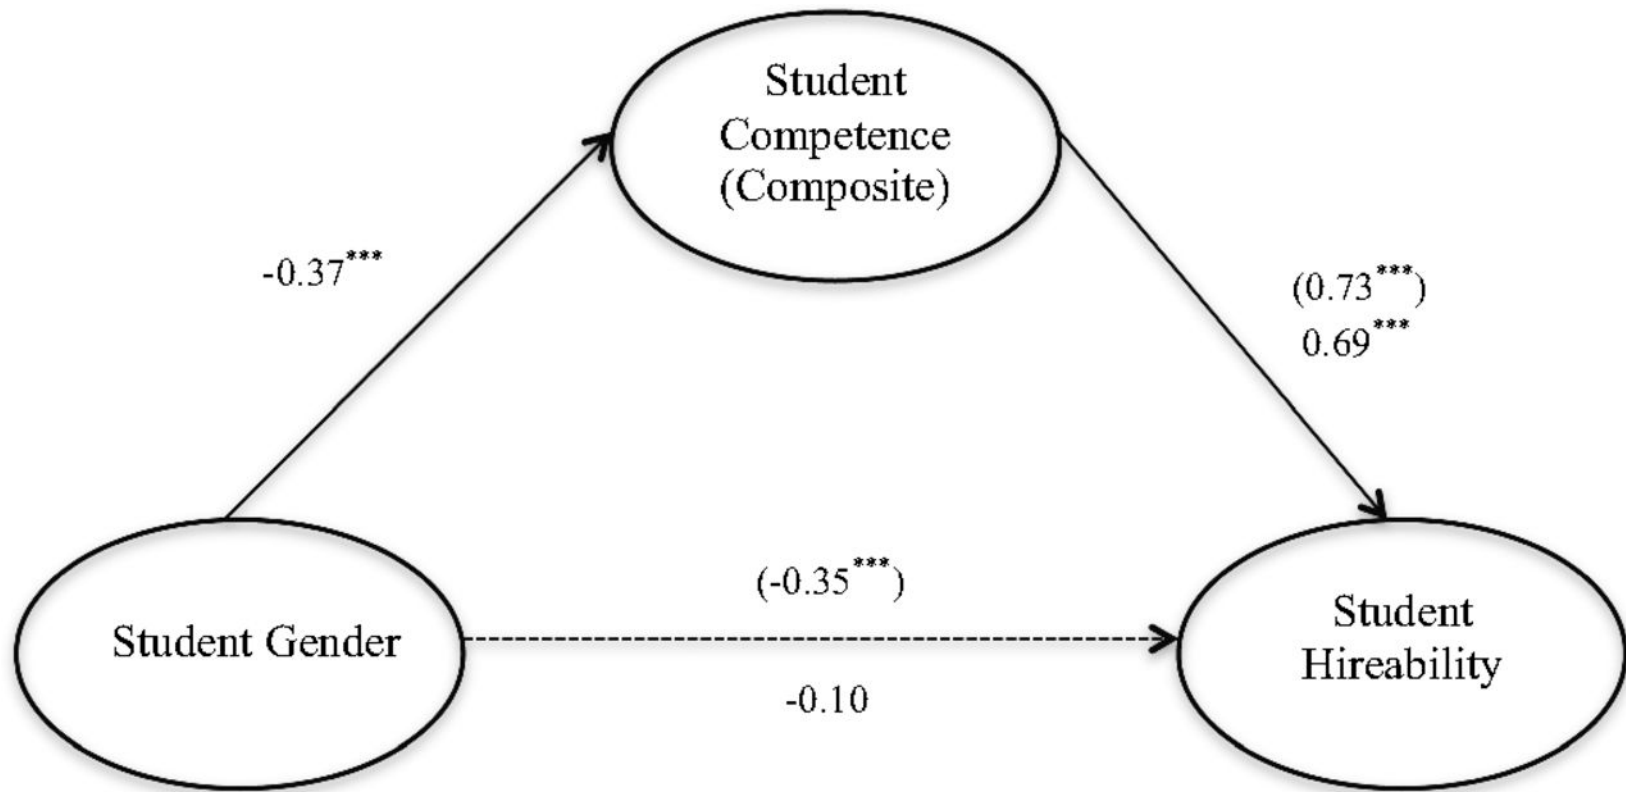 Student
Competence
(Composite)
-0.37***
(0.73***)
0.69***
(-0.35***)
Student Gender
Student
Hireability
-0.10